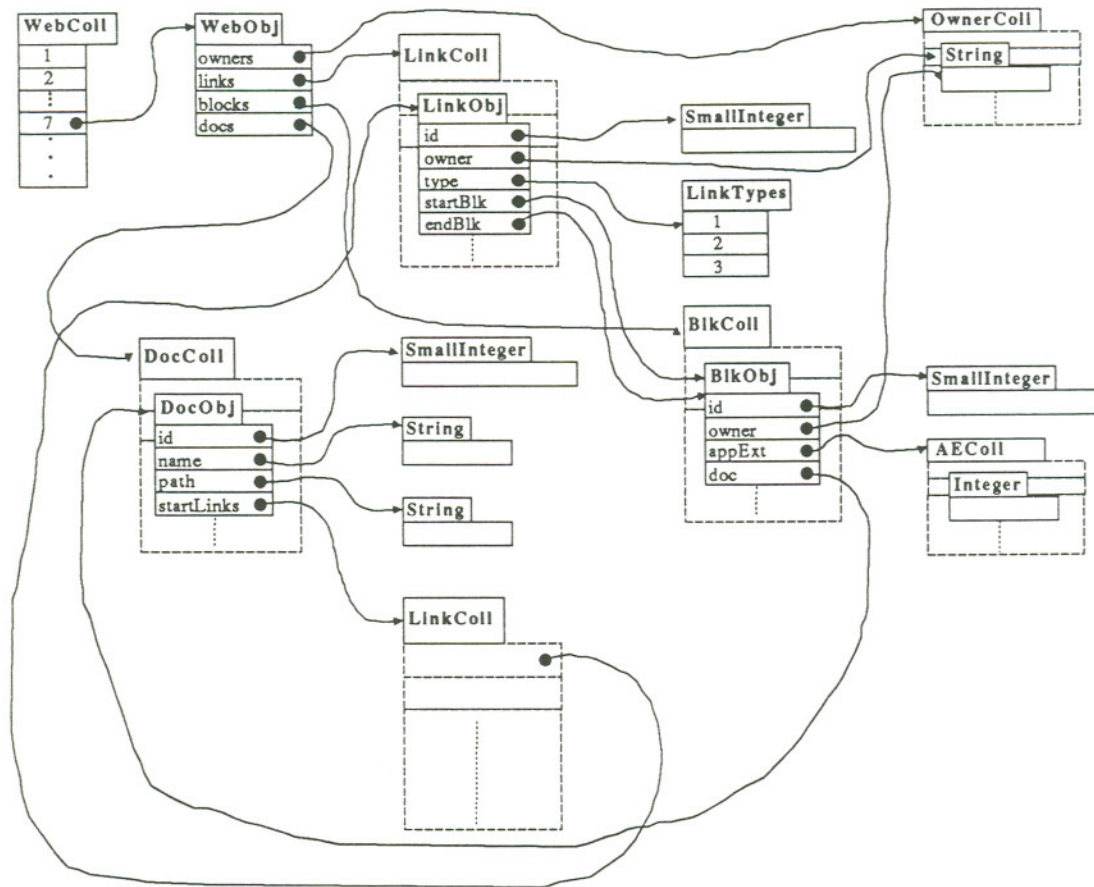 WebColl
1
2
7
WebObj
owners
links
blocks
docs
LinkColl
LinkObj
id
owner
type
startBlk
endBlk
SmallInteger
LinkTypes
1
2
3
OwnerColl
String
DocColl
DocObj
id
name
path
startLinks
SmallInteger
String
String
LinkColl
BlkColl
BlkObj
id
owner
appExt
doc
SmallInteger
AEColl
Integer